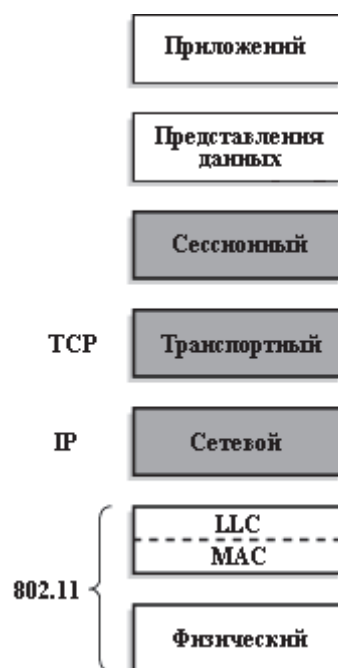 Приложений
Представления
данных
Сессионный
TCP
Транспортный
IP
Сетевой
LLC
MAC
802.11
Физический